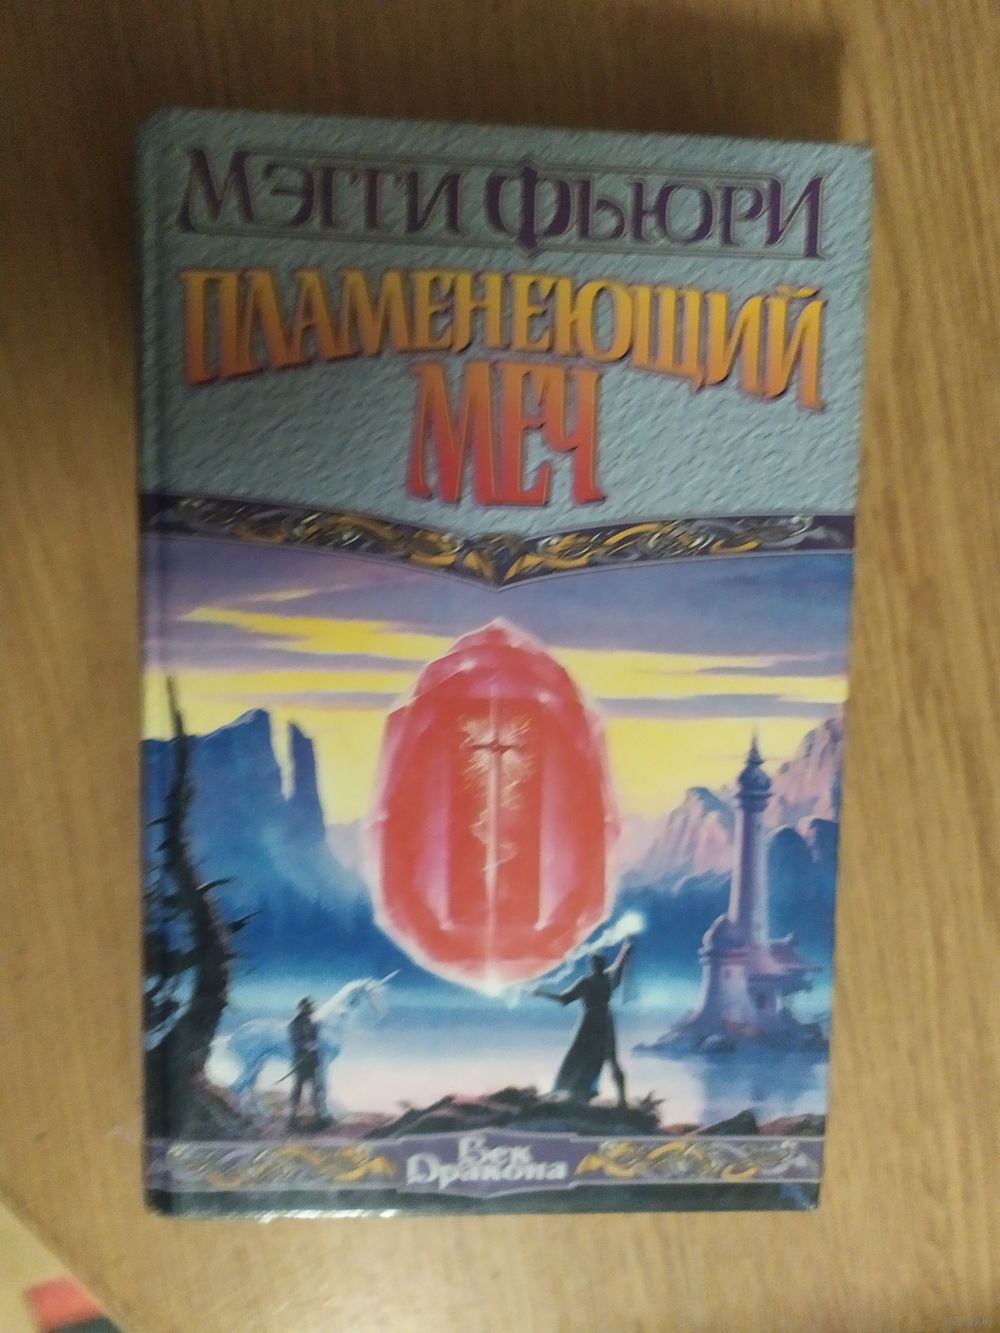 МЭГГИ ФЬЮРИ
ПЛАМЕНЕЮЩИЙ
МЕЧ
Век
Дракона